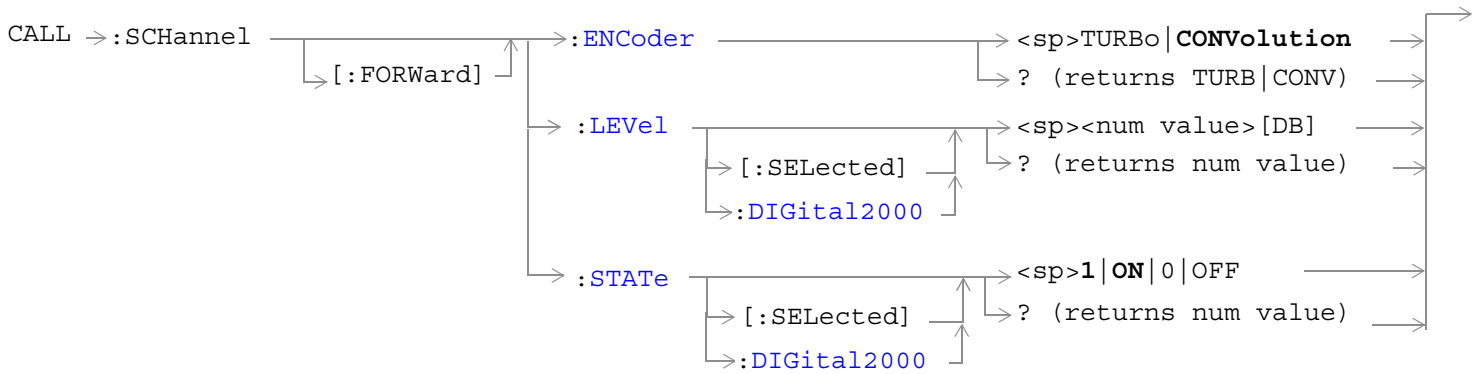 CALL :SCHannel :ENCoder <sp>TURBo|CONVolution
[:FORWard] ? (returns TURB|CONV)
:LEVel <sp><num value>[DB]
[:SELected] ? (returns num value)
:DIGital2000
:STATe <sp>1|ON|0|OFF
[:SELected] ? (returns num value)
:DIGital2000